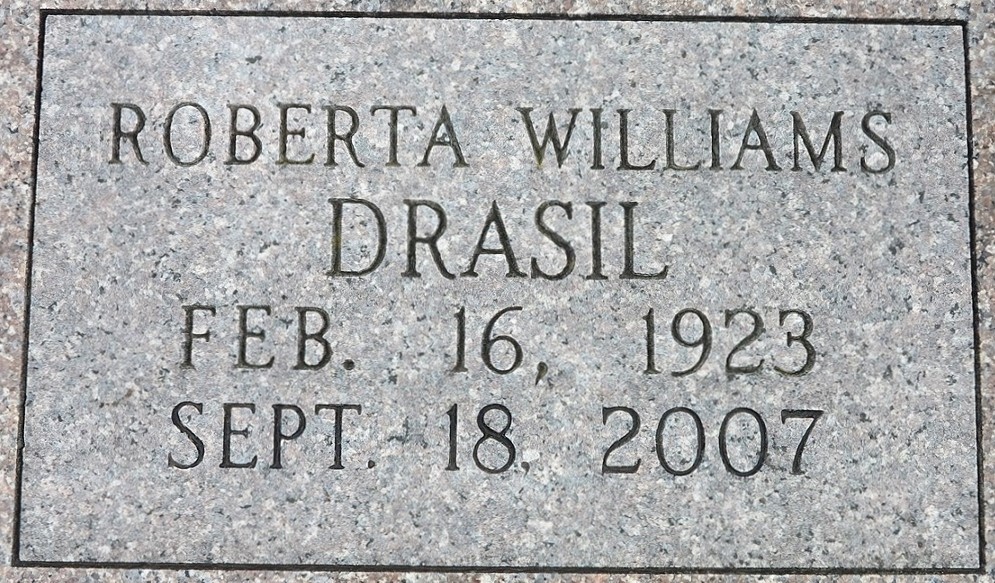 ROBERTA WILLIAMS
DRASIL
FEB. 16, 1923
SEPT. 18, 2007